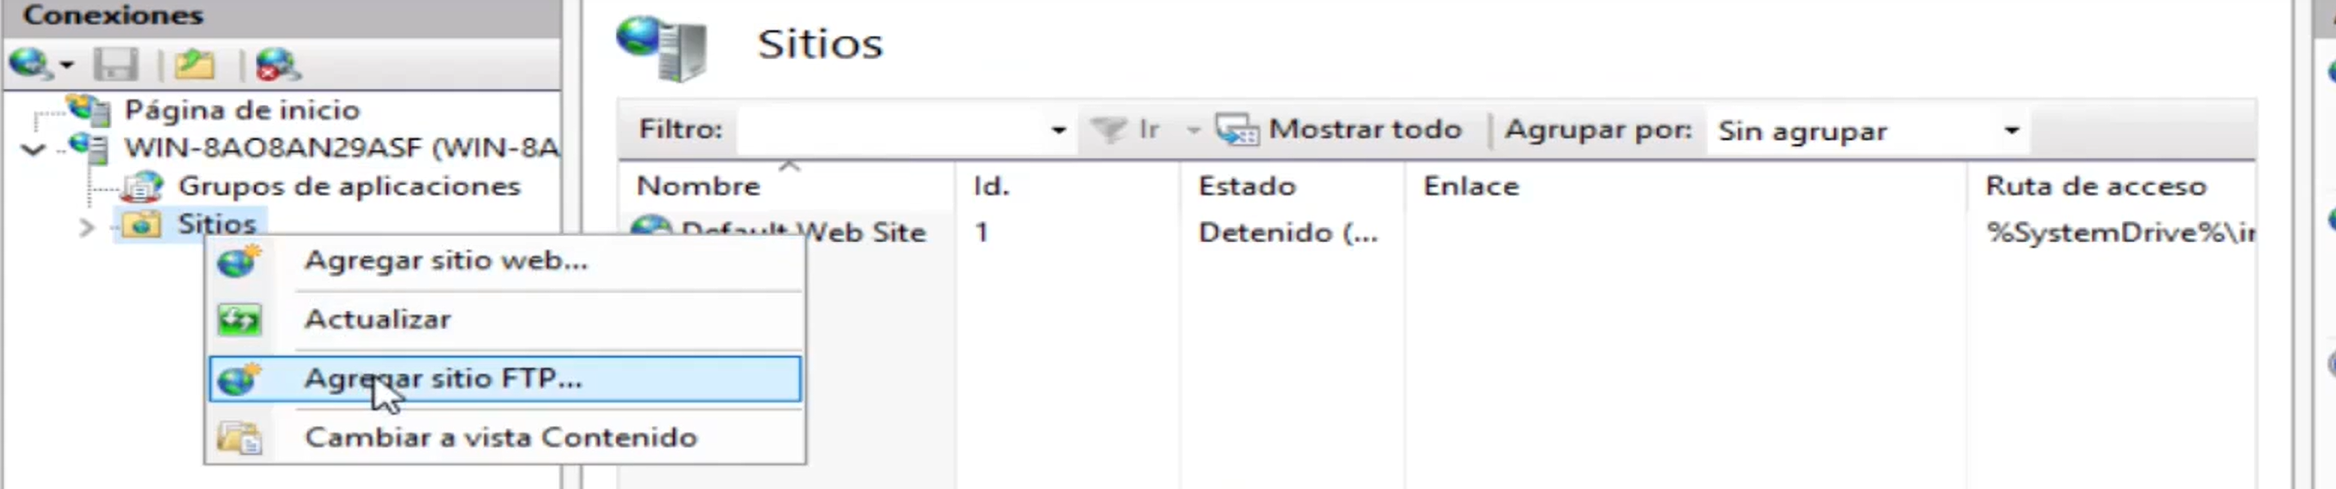 Conexiones
Página de inicio
WIN-8AO8AN29ASF (WIN-8A
Grupos de aplicaciones
Sitios
Agregar sitio web...
Actualizar
Agregar sitio FTP...
Cambiar a vista Contenido
Sitios
Filtro: Ir Mostrar todo Agrupar por: Sin agrupar
Nombre Id. Estado Enlace Ruta de acceso
Default Web Site 1 Detenido (... %SystemDrive%\in